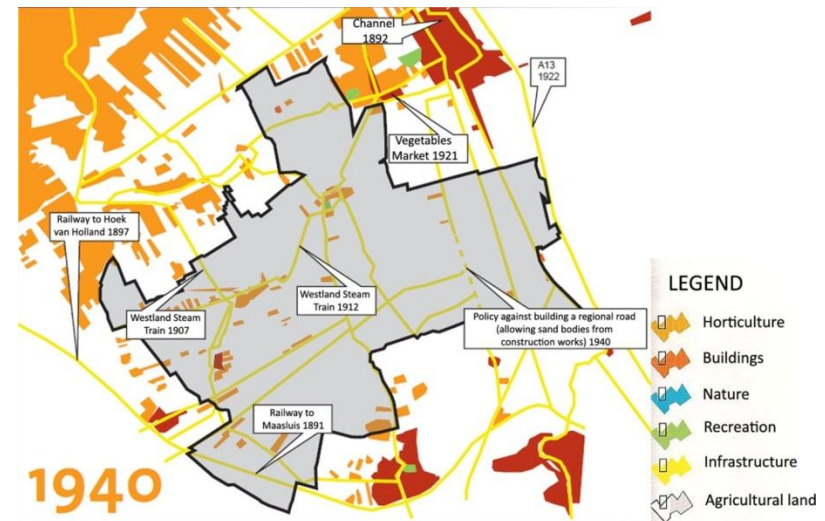 Channel
1892
A13
1922
Vegetables
Market 1921
Railway to Hoek
van Holland 1897
Westland Steam
Train 1907
Westland Steam
Train 1912
Policy against building a regional road
(allowing sand bodies from
construction works) 1940
Railway to
Maasluis 1891
1940
LEGEND
Horticulture
Buildings
Nature
Recreation
Infrastructure
Agricultural land